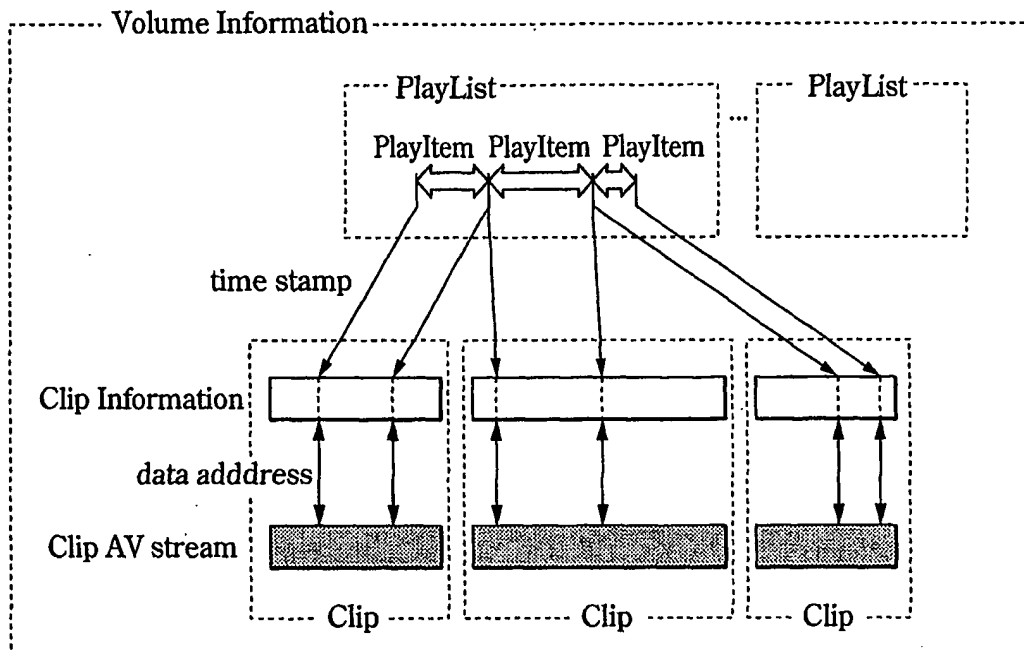 Volume Information
PlayList
PlayList
...
PlayItem PlayItem PlayItem
time stamp
Clip Information
data adddress
Clip AV stream
Clip
Clip
Clip